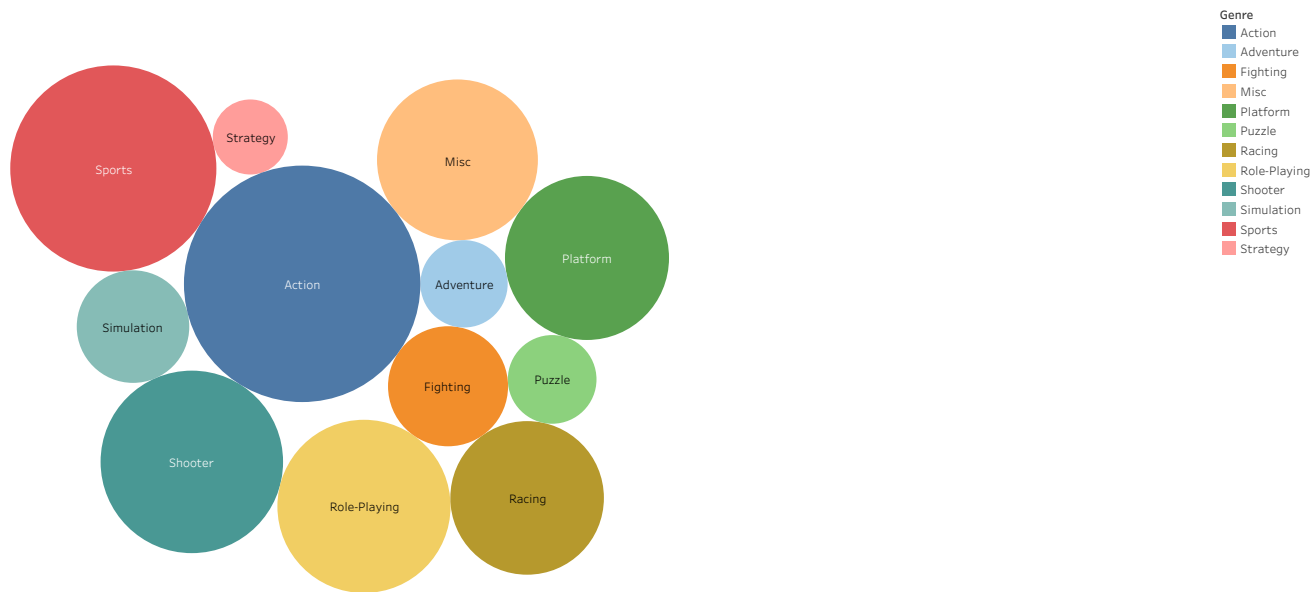 Genre
Action
Adventure
Fighting
Misc
Platform
Puzzle
Racing
Role-Playing
Shooter
Simulation
Sports
Strategy
Strategy
Misc
Sports
Platform
Action
Adventure
Simulation
Puzzle
Fighting
Shooter
Racing
Role-Playing